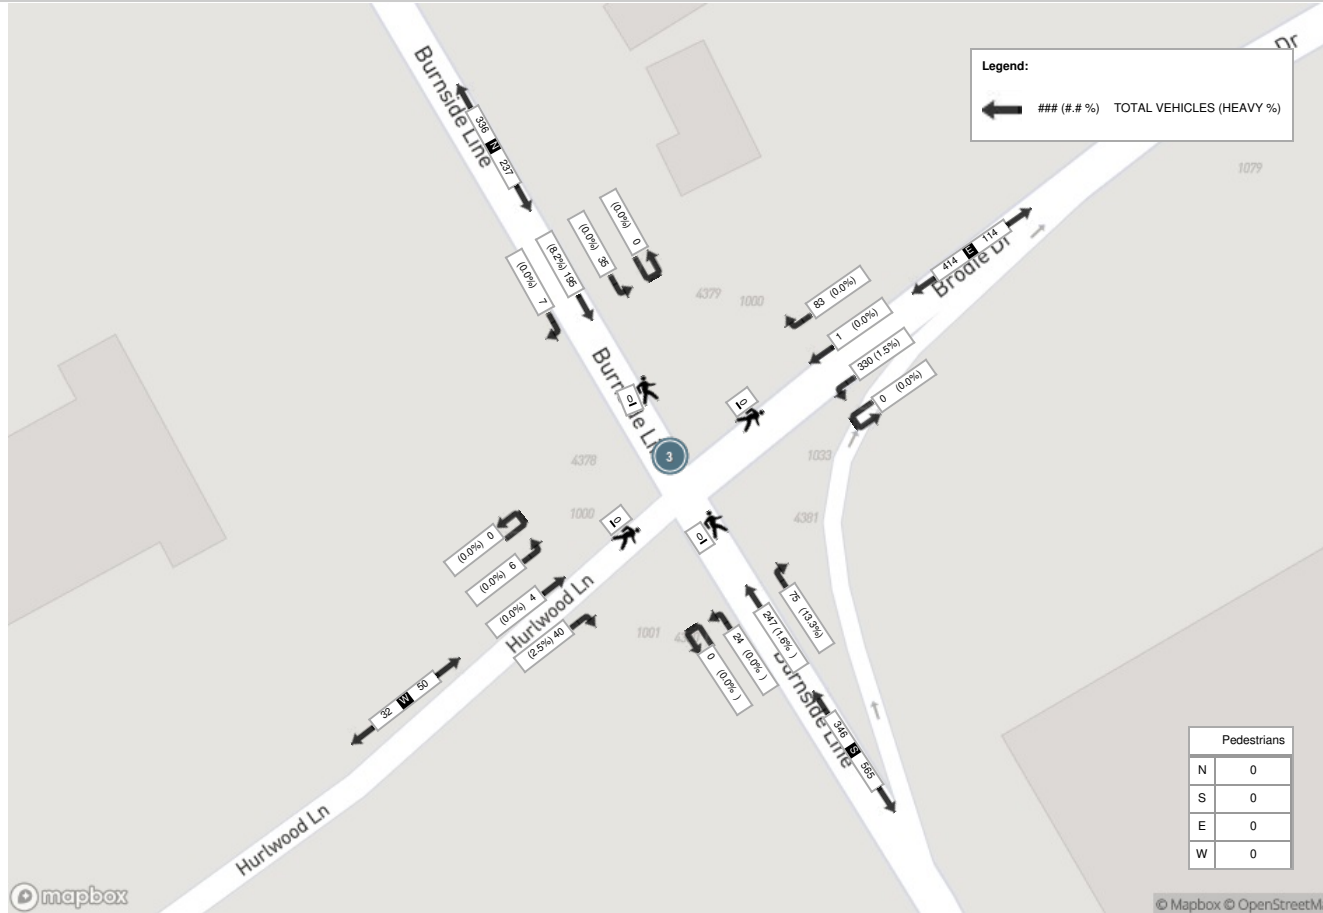 Dr
Legend:
### (#.# %) TOTAL VEHICLES (HEAVY %)
Burnside Line
336 N 237
1079
(0.0%) 0
(0.0%) 35
(8.2%) 195
(0.0%) 7
414 E 114
Brodie Dr
4379
1000
83 (0.0%)
1 (0.0%)
330 (1.5%)
0 (0.0%)
0
0
3
4378
1033
1000
4381
0
0
(0.0%) 0
(0.0%) 6
(0.0%) 4
(2.5%) 40
Hurlwood Ln
1001
75 (13.3%)
247 (1.6% )
24 (0.0% )
0 (0.0% )
Burnside Line
32 W 50
346 S 565
Pedestrians
N 0
S 0
E 0
W 0
Hurlwood Ln
mapbox
© Mapbox © OpenStreetM